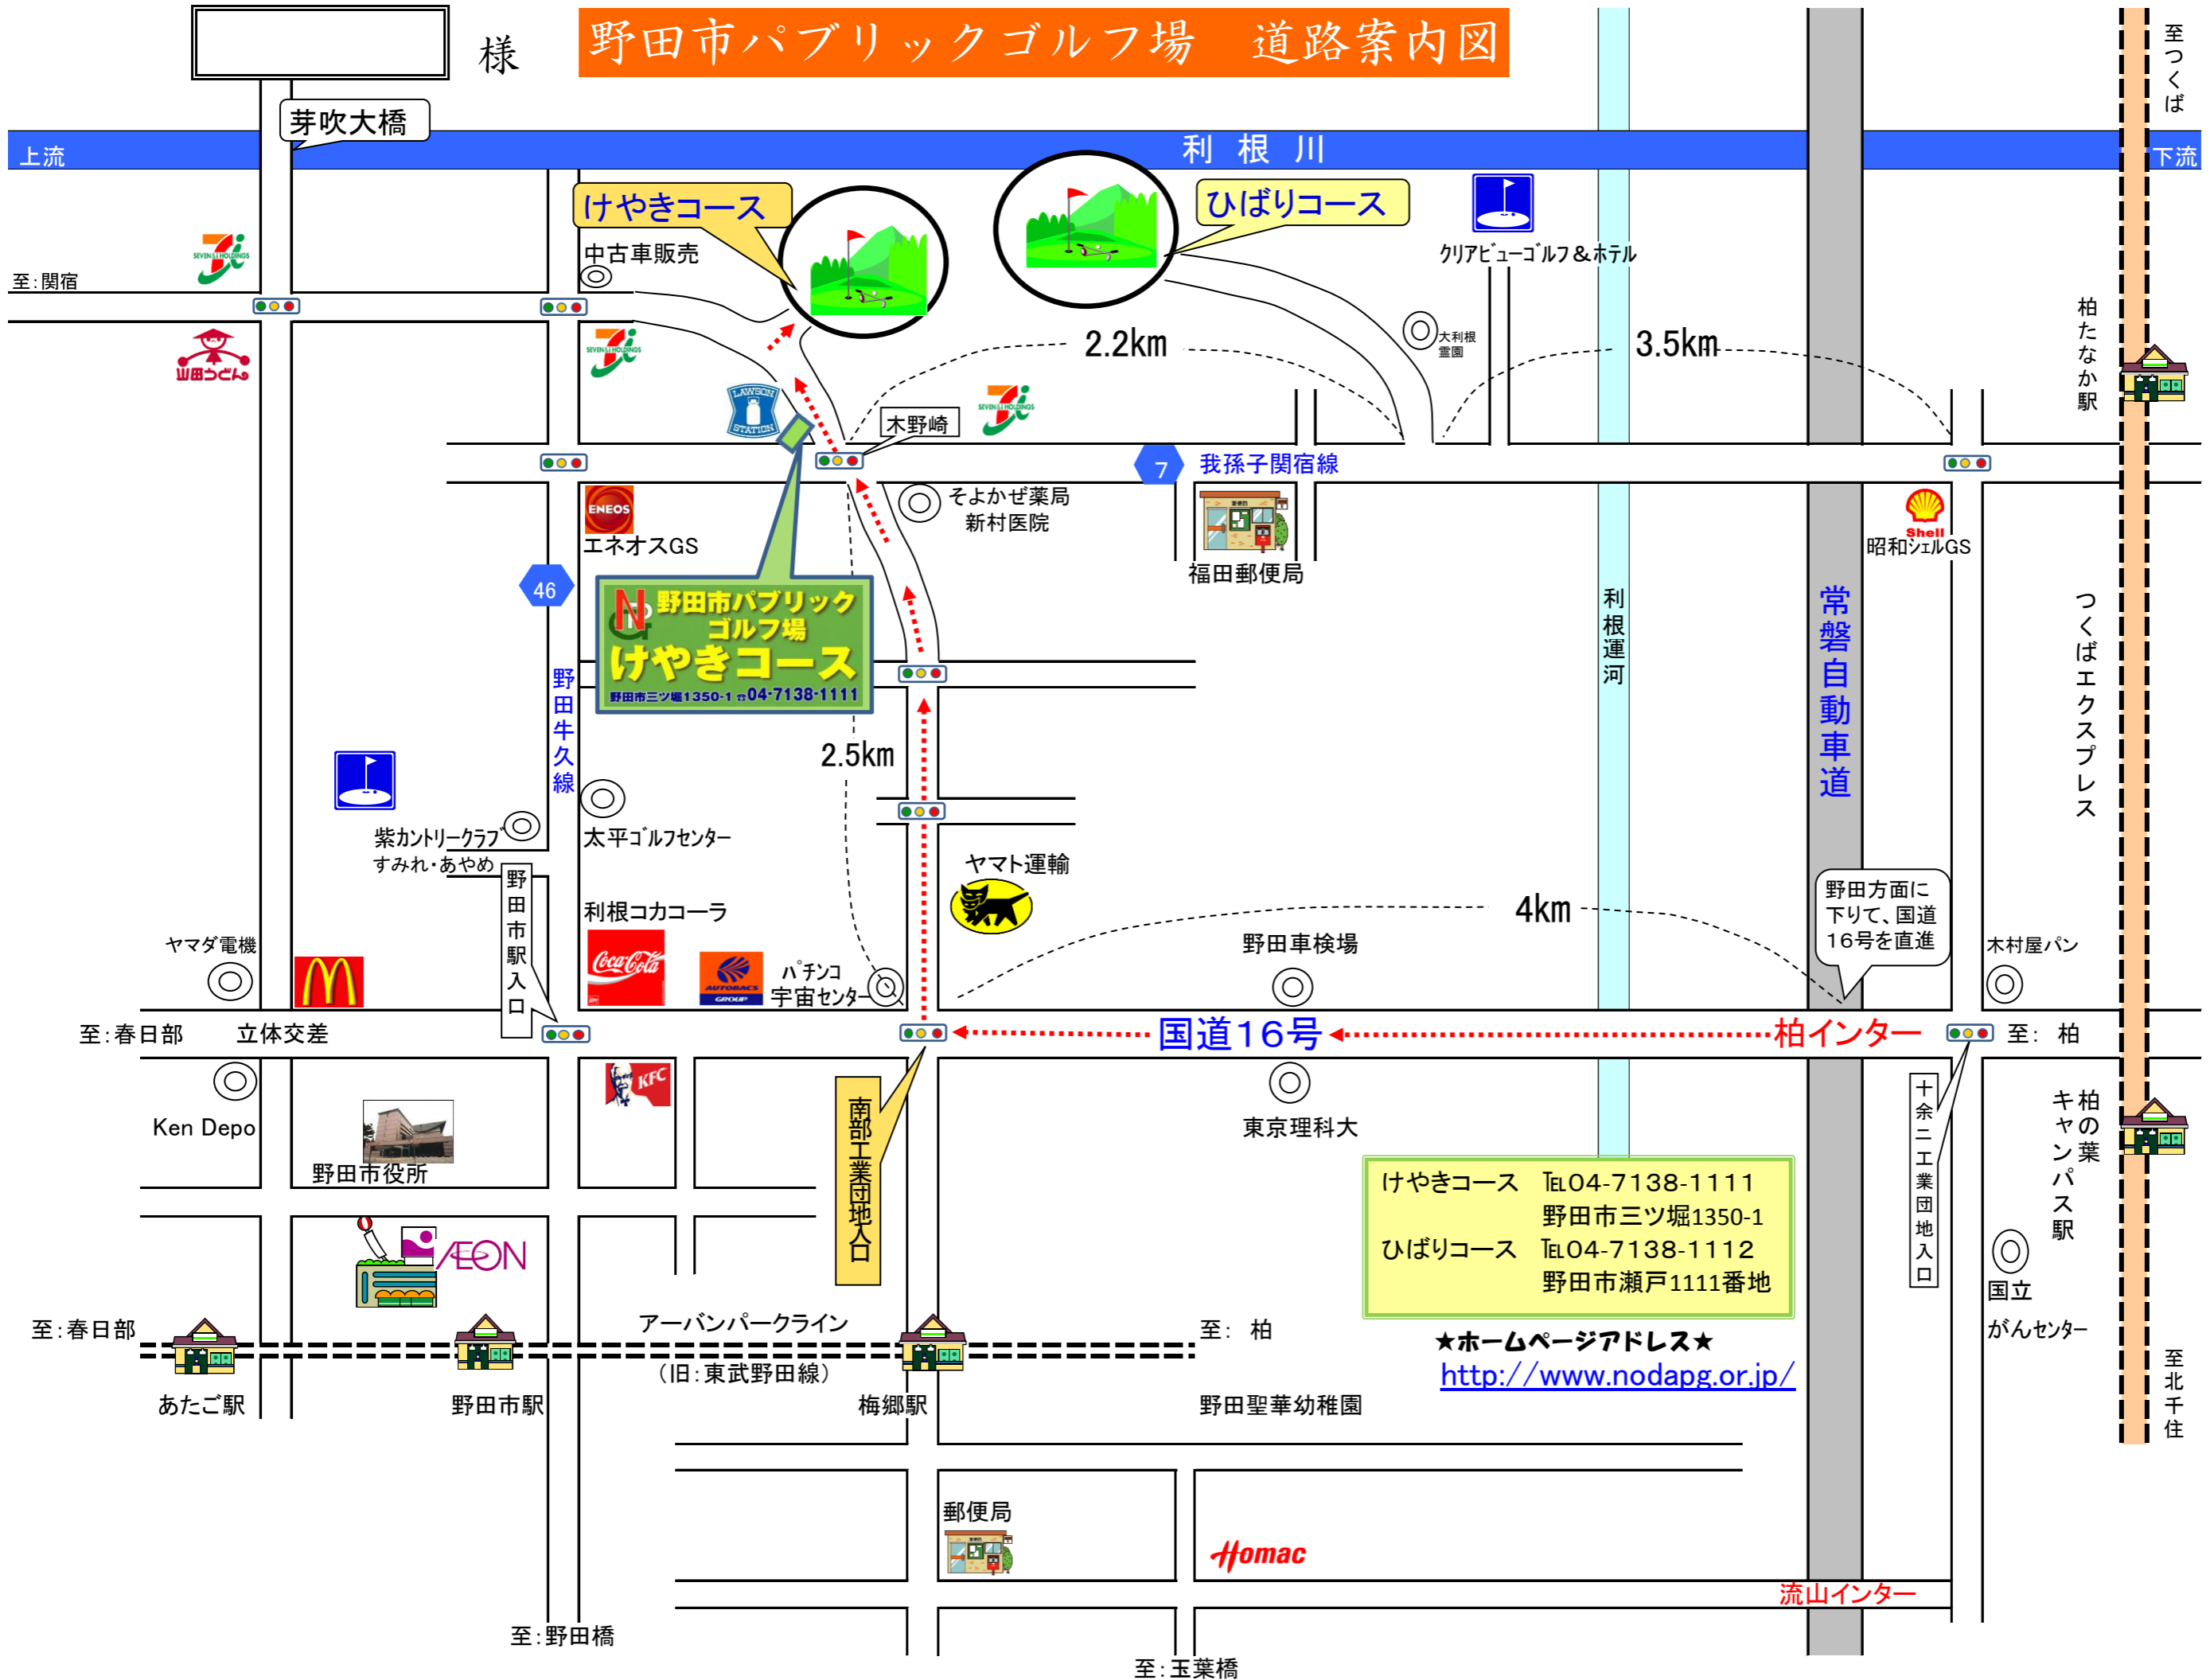 様
野田市パブリックゴルフ場　道路案内図
至つくば
芽吹大橋
上流
利 根 川
下流
けやきコース
ひばりコース
中古車販売
クリアビューゴルフ＆ホテル
SEVEN&i HOLDINGS
至:関宿
山田うどん
SEVEN&i HOLDINGS
2.2km
大利根
霊園
3.5km
柏たなか駅
LAWSON
STATION
木野崎
SEVEN&i HOLDINGS
7
我孫子関宿線
ENEOS
エネオスGS
そよかぜ薬局
新村医院
福田郵便局
Shell
昭和シェルGS
46
野田牛久線
野田市パブリック
ゴルフ場
けやきコース
野田市三ツ堀1350-1 ☎04-7138-1111
利根運河
常磐自動車道
つくばエクスプレス
2.5km
紫カントリークラブ
すみれ・あやめ
太平ゴルフセンター
野田市駅入口
ヤマト運輸
利根コカコーラ
Coca-Cola
AUTOBACS
GROUP
パチンコ
宇宙センター
4km
野田車検場
野田方面に
下りて、国道
16号を直進
ヤマダ電機
木村屋パン
至:春日部
立体交差
国道16号
柏インター
至: 柏
Ken Depo
KFC
野田市役所
南部工業団地入口
東京理科大
十余二工業団地入口
柏の葉
キャンパス駅
けやきコース　℡04-7138-1111
野田市三ツ堀1350-1
ひばりコース　℡04-7138-1112
野田市瀬戸1111番地
国立
がんセンター
ÆON
至:春日部
アーバンパークライン
（旧:東武野田線）
至: 柏
★ホームページアドレス★
http://www.nodapg.or.jp/
あたご駅
野田市駅
梅郷駅
野田聖華幼稚園
至北千住
郵便局
Homac
流山インター
至:野田橋
至:玉葉橋